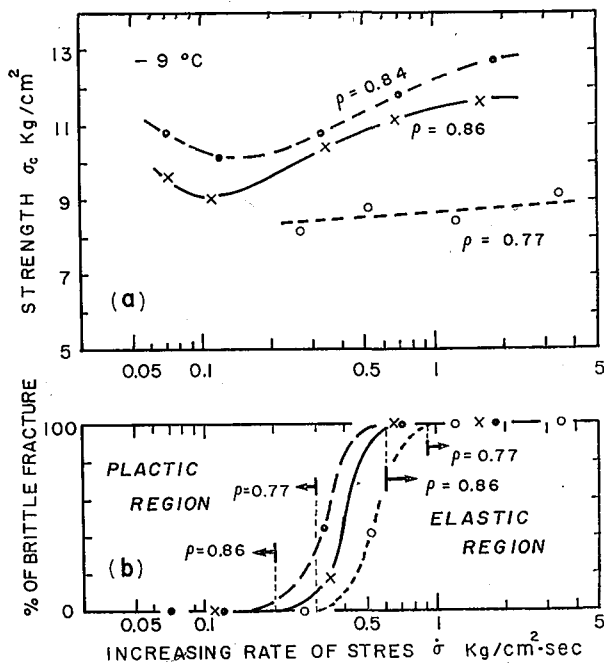 13
11
9
7
5
STRENGTH σc Kg/cm²
− 9 °C
ρ = 0.84
ρ = 0.86
ρ = 0.77
(a)
0.05 0.1 0.5 1 5
% OF BRITTLE FRACTURE
100
0
PLACTIC
REGION
ρ=0.77
ρ=0.86
ρ = 0.77
ρ = 0.86
ELASTIC
REGION
(b)
0.05 0.1 0.5 1 5
INCREASING RATE OF STRES σ̇ Kg/cm²·sec